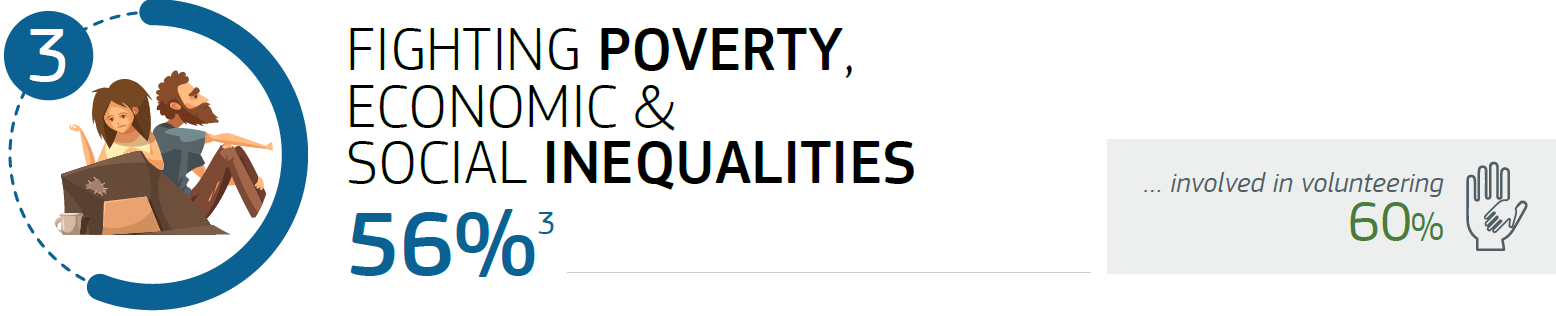 3
FIGHTING POVERTY,
ECONOMIC &
SOCIAL INEQUALITIES
56%³
... involved in volunteering
60%